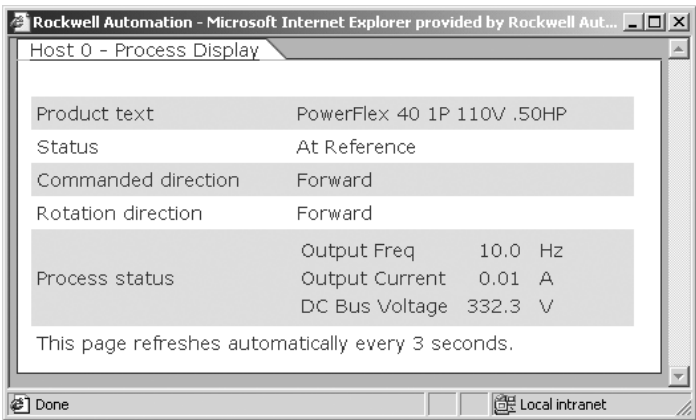 Rockwell Automation - Microsoft Internet Explorer provided by Rockwell Aut...
Host 0 - Process Display
Product text PowerFlex 40 1P 110V .50HP
Status At Reference
Commanded direction Forward
Rotation direction Forward
Output Freq 10.0 Hz
Process status Output Current 0.01 A
DC Bus Voltage 332.3 V
This page refreshes automatically every 3 seconds.
Done Local intranet